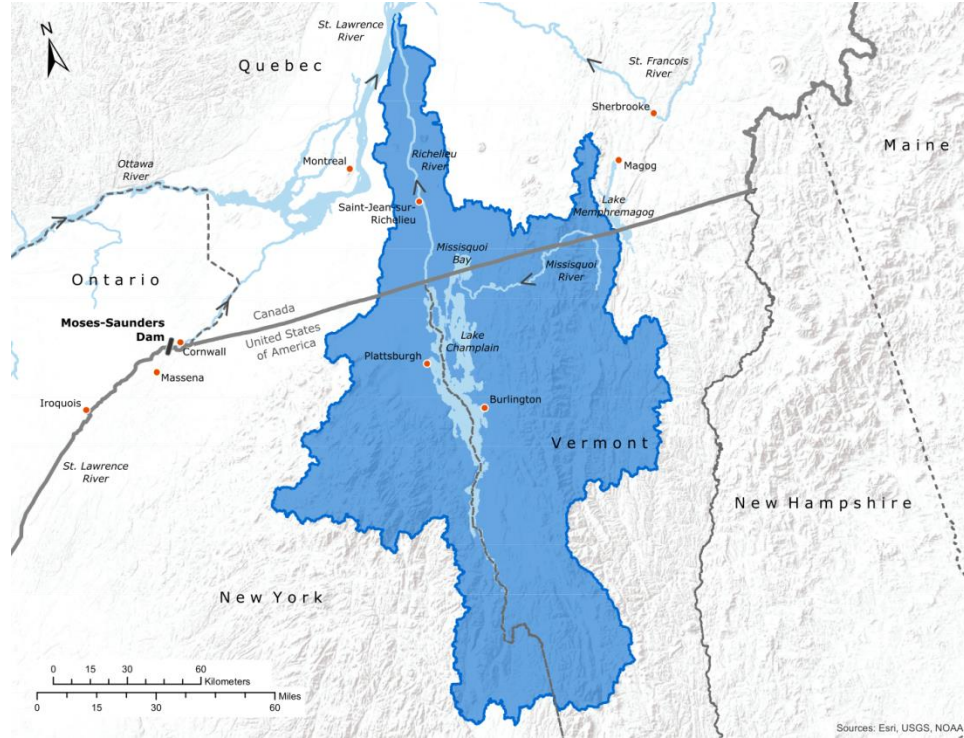 N
St. Lawrence
River
Quebec
St. Francois
River
Sherbrooke
Maine
Montreal
Richelieu
River
Magog
Ottawa
River
Saint-Jean-sur-
Richelieu
Lake
Memphremagog
Missisquoi
Bay
Missisquoi
River
Ontario
Canada
United States
of America
Moses-Saunders
Dam
Cornwall
Lake
Champlain
Plattsburgh
Massena
Iroquois
Burlington
Vermont
St. Lawrence
River
New Hampshire
New York
0 15 30 60
Kilometers
0 15 30 60
Miles
Sources: Esri, USGS, NOAA